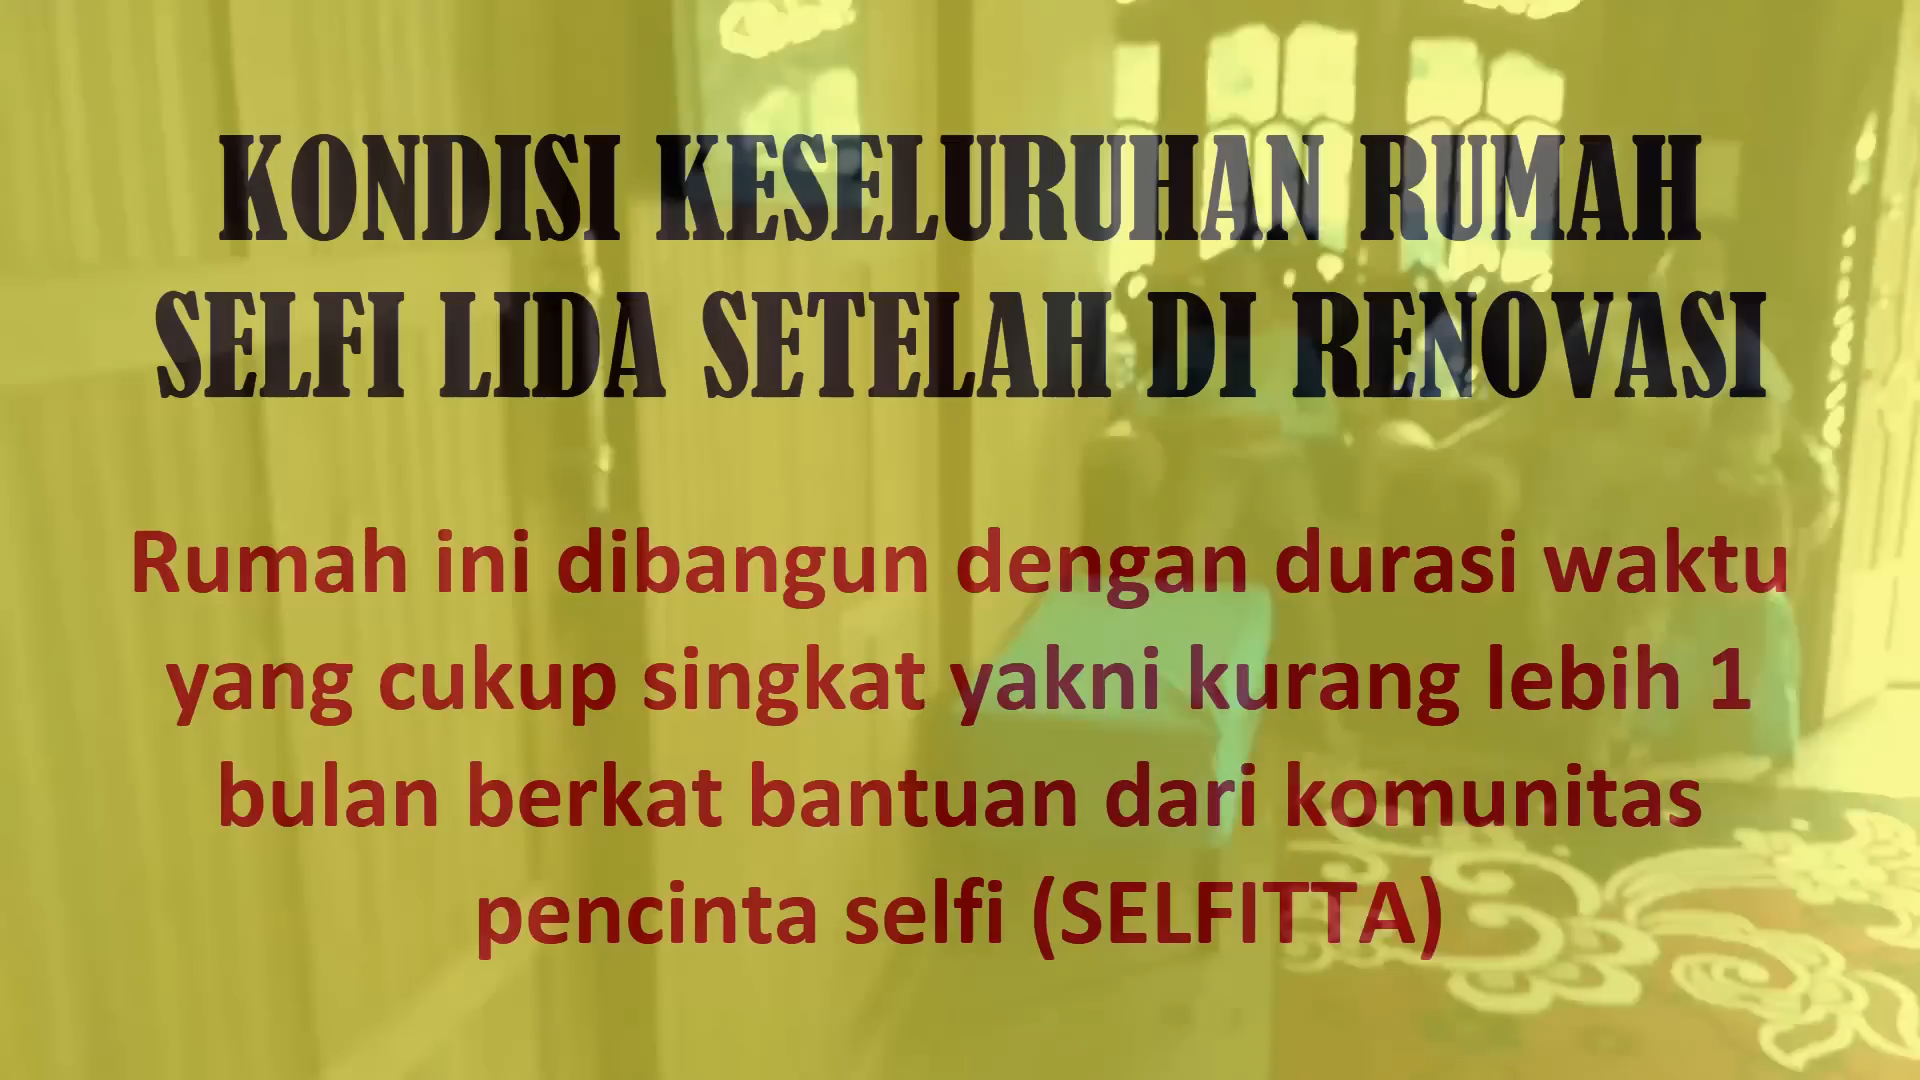 KONDISI KESELURUHAN RUMAH
SELFI LIDA SETELAH DI RENOVASI
Rumah ini dibangun dengan durasi waktu
yang cukup singkat yakni kurang lebih 1
bulan berkat bantuan dari komunitas
pencinta selfi (SELFITTA)